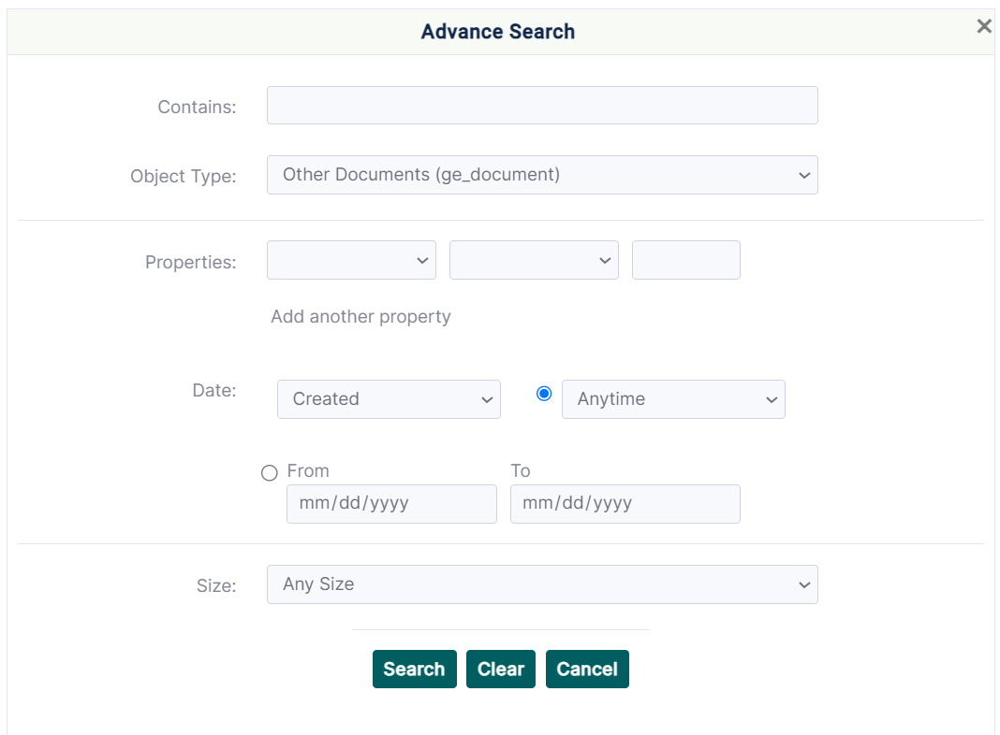 Advance Search
Contains:
Object Type: Other Documents (ge_document)
Properties:
Add another property
Date: Created Anytime
From To
mm/dd/yyyy mm/dd/yyyy
Size: Any Size
Search Clear Cancel